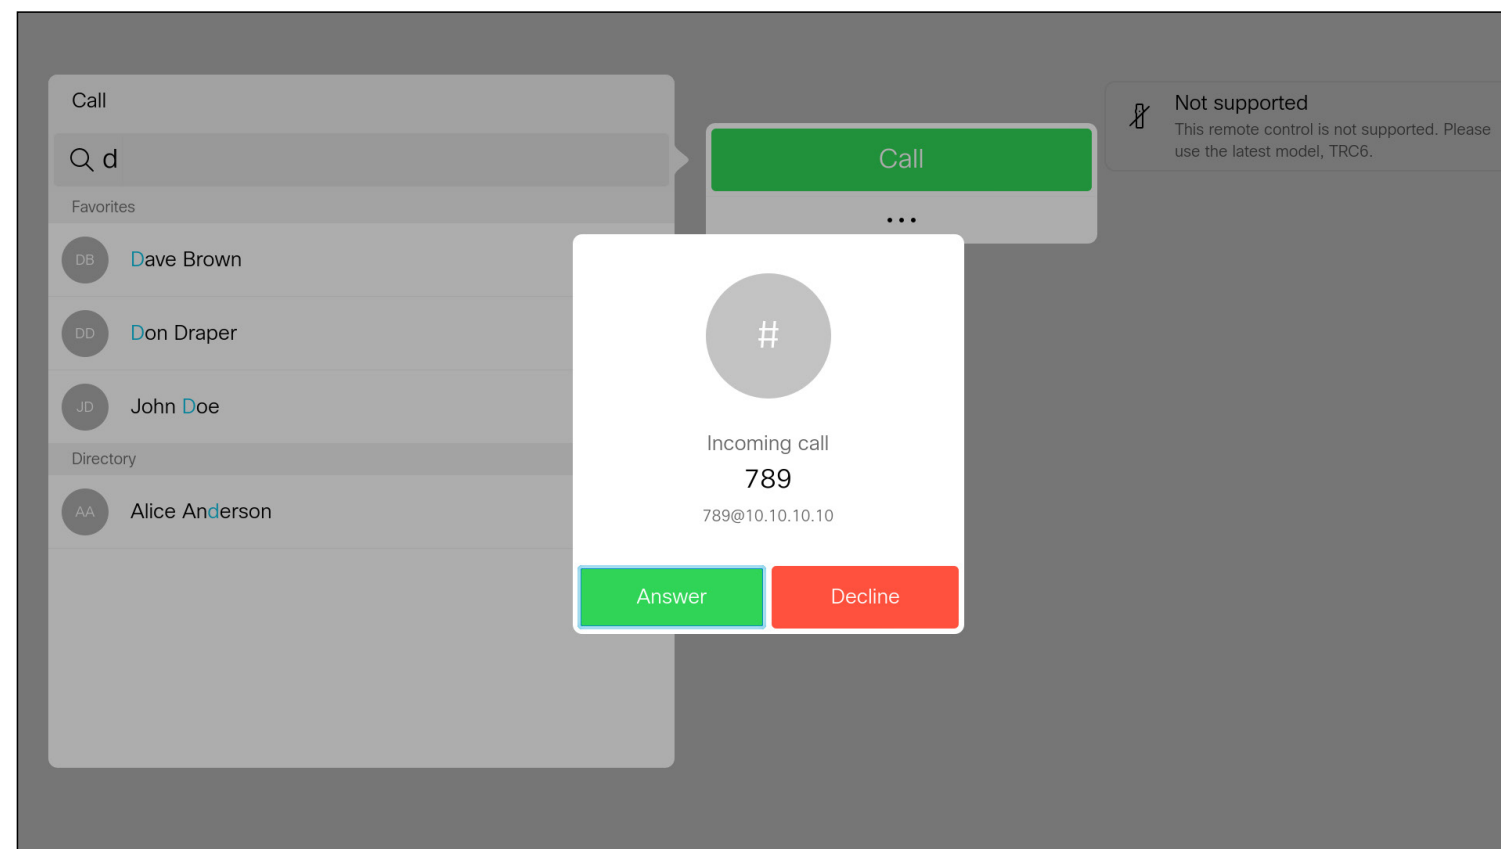 Call
d
Favorites
DB Dave Brown
DD Don Draper
JD John Doe
Directory
AA Alice Anderson
Call
...
Not supported
This remote control is not supported. Please
use the latest model, TRC6.
#
Incoming call
789
789@10.10.10.10
Answer Decline